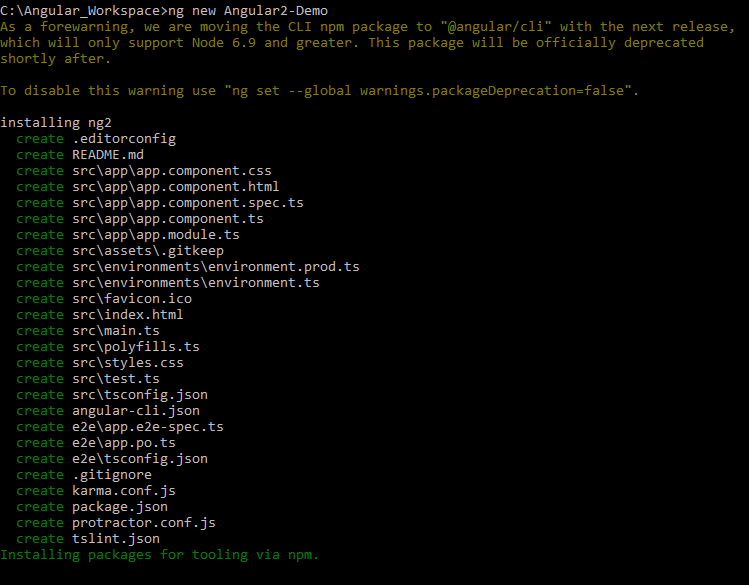 C:\Angular_Workspace>ng new Angular2-Demo
As a forewarning, we are moving the CLI npm package to "@angular/cli" with the next release,
which will only support Node 6.9 and greater. This package will be officially deprecated
shortly after.
To disable this warning use "ng set --global warnings.packageDeprecation=false".
installing ng2
create .editorconfig
create README.md
create src\app\app.component.css
create src\app\app.component.html
create src\app\app.component.spec.ts
create src\app\app.component.ts
create src\app\app.module.ts
create src\assets\.gitkeep
create src\environments\environment.prod.ts
create src\environments\environment.ts
create src\favicon.ico
create src\index.html
create src\main.ts
create src\polyfills.ts
create src\styles.css
create src\test.ts
create src\tsconfig.json
create angular-cli.json
create e2e\app.e2e-spec.ts
create e2e\app.po.ts
create e2e\tsconfig.json
create .gitignore
create karma.conf.js
create package.json
create protractor.conf.js
create tslint.json
Installing packages for tooling via npm.